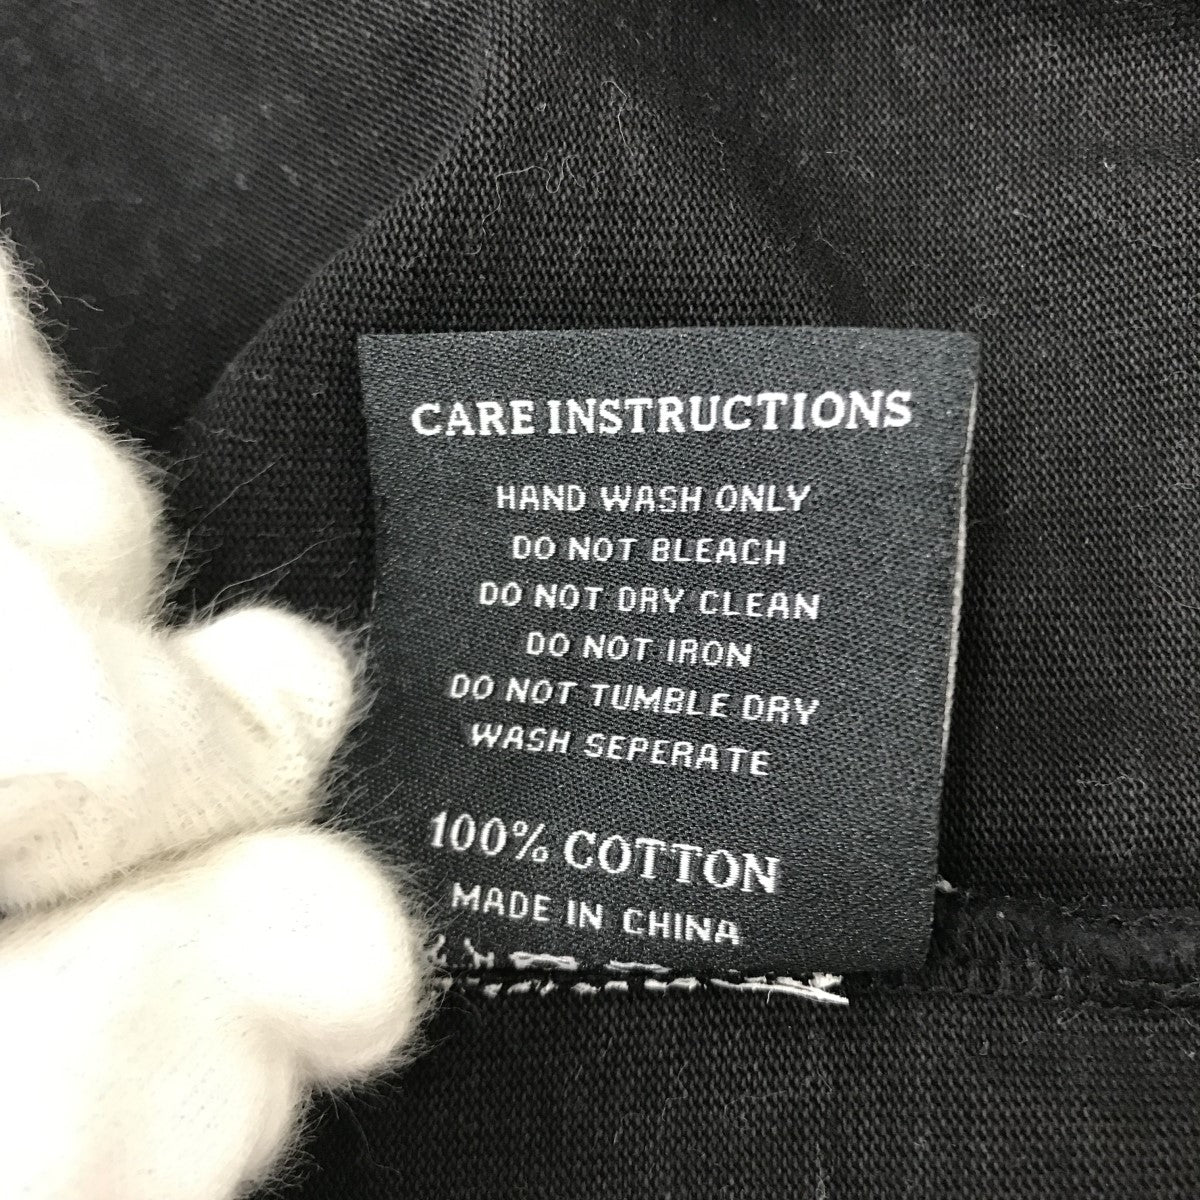 CARE INSTRUCTIONS
HAND WASH ONLY
DO NOT BLEACH
DO NOT DRY CLEAN
DO NOT IRON
DO NOT TUMBLE DRY
WASH SEPERATE
100% COTTON
MADE IN CHINA